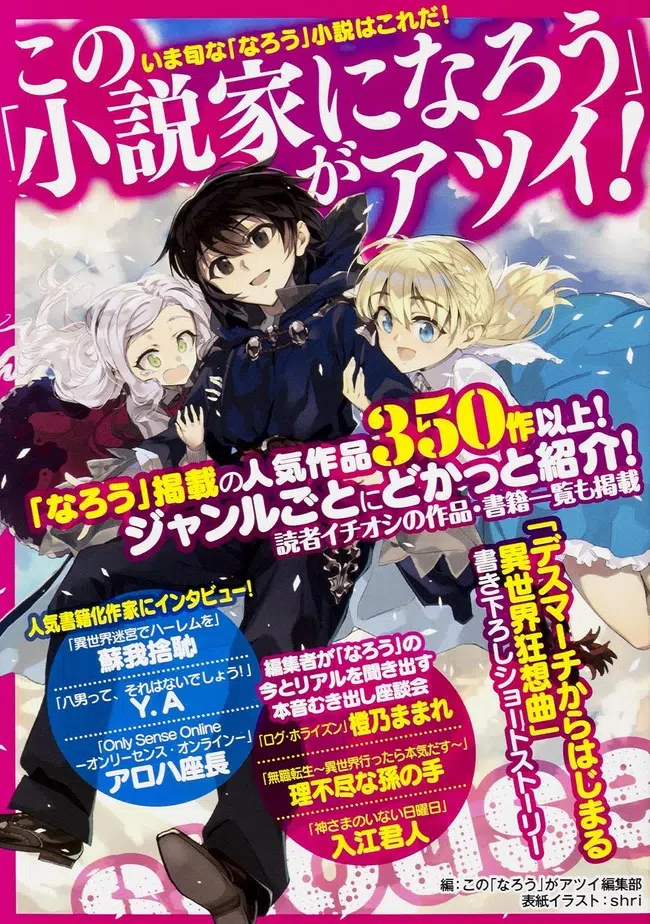 いま旬な「なろう」小説はこれだ!
この
「小説家になろう」
がアツイ!
「なろう」掲載の人気作品350作以上!
ジャンルごとにどかっと紹介!
読者イチオシの作品・書籍一覧も掲載
「デスマーチからはじまる
異世界狂想曲」
書き下ろしショートストーリー
人気書籍化作家にインタビュー!
「異世界迷宮でハーレムを」
蘇我捨恥
「八男って、それはないでしょう!」
Y.A
「Only Sense Online
―オンリーセンス・オンライン―」
アロハ座長
編集者が「なろう」の
今とリアルを聞き出す
本音むき出し座談会
「ログ・ホライズン」橙乃ままれ
「無職転生〜異世界行ったら本気だす〜」
理不尽な孫の手
「神さまのいない日曜日」
入江君人
編:この「なろう」がアツイ編集部
表紙イラスト:shri